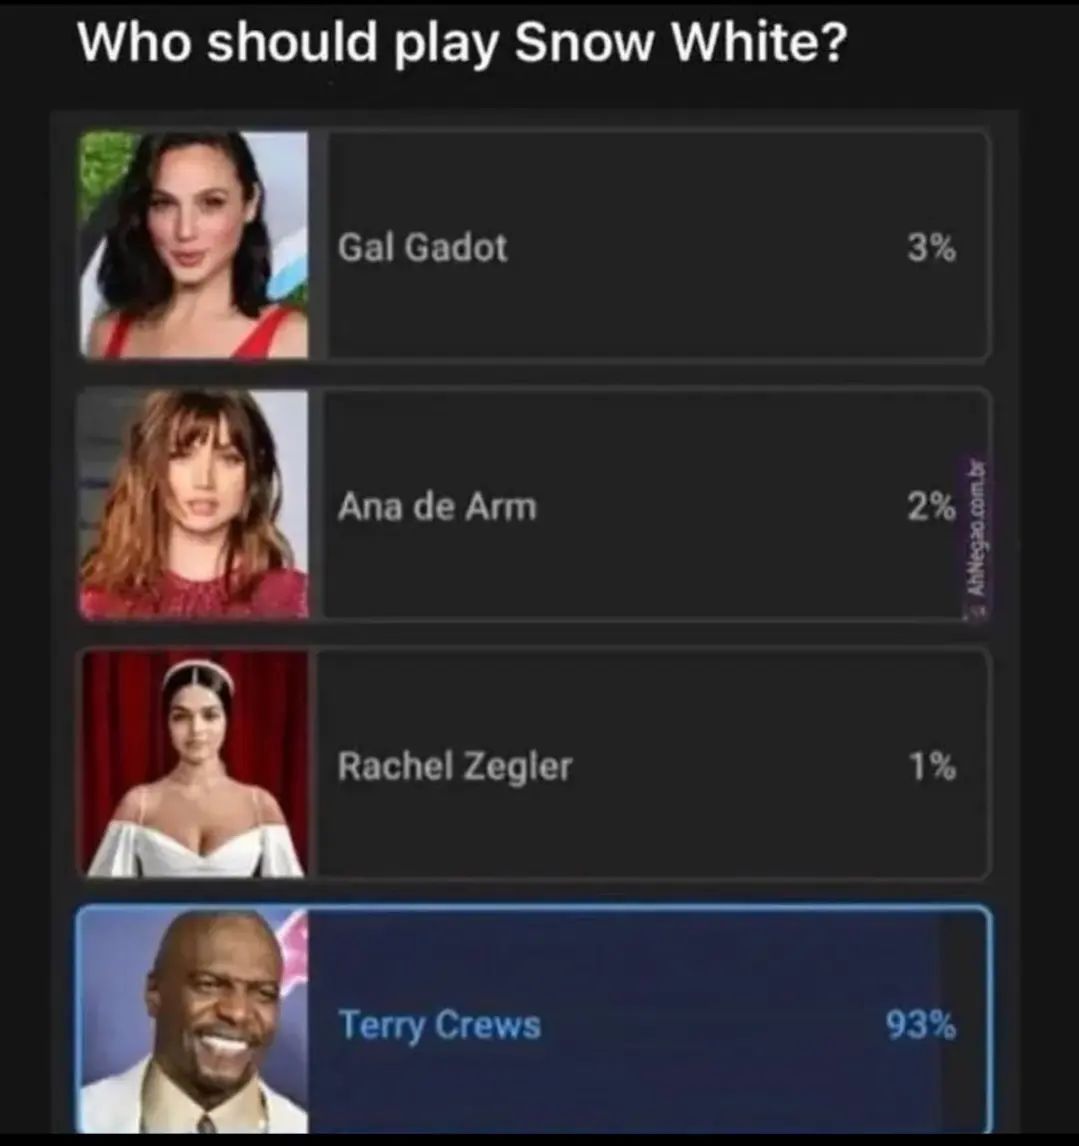 Who should play Snow White?
Gal Gadot 3%
Ana de Arm 2%
AhNegao.com.br
Rachel Zegler 1%
Terry Crews 93%